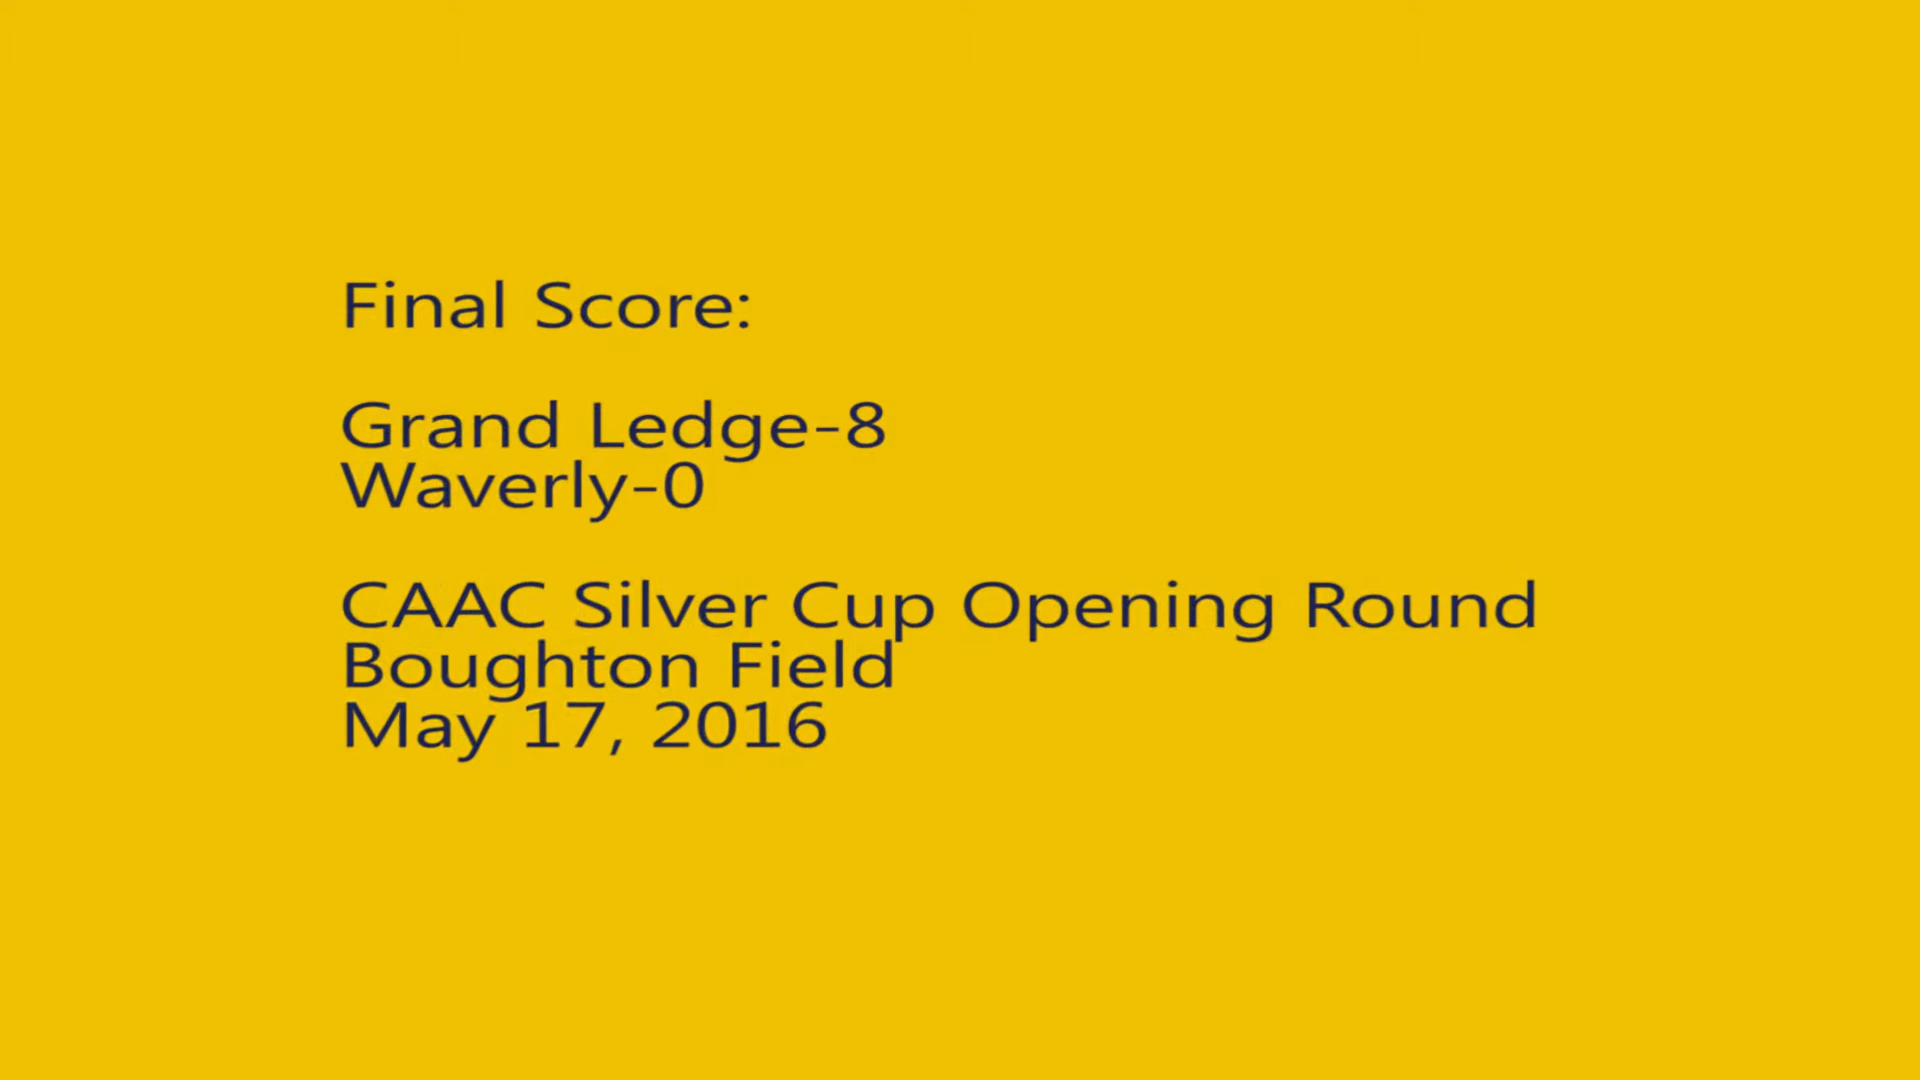 Final Score:
Grand Ledge-8
Waverly-0
CAAC Silver Cup Opening Round
Boughton Field
May 17, 2016